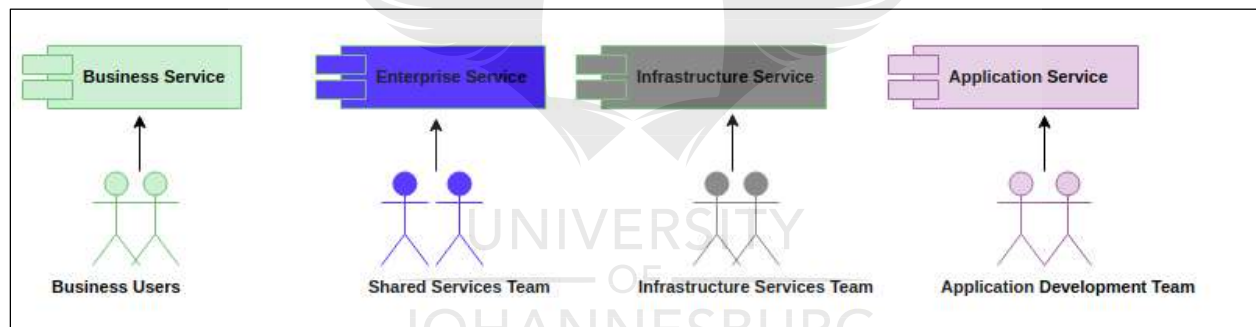 Business Service
Enterprise Service
Infrastructure Service
Application Service
UNIVERSITY
OF
JOHANNESBURG
Business Users
Shared Services Team
Infrastructure Services Team
Application Development Team